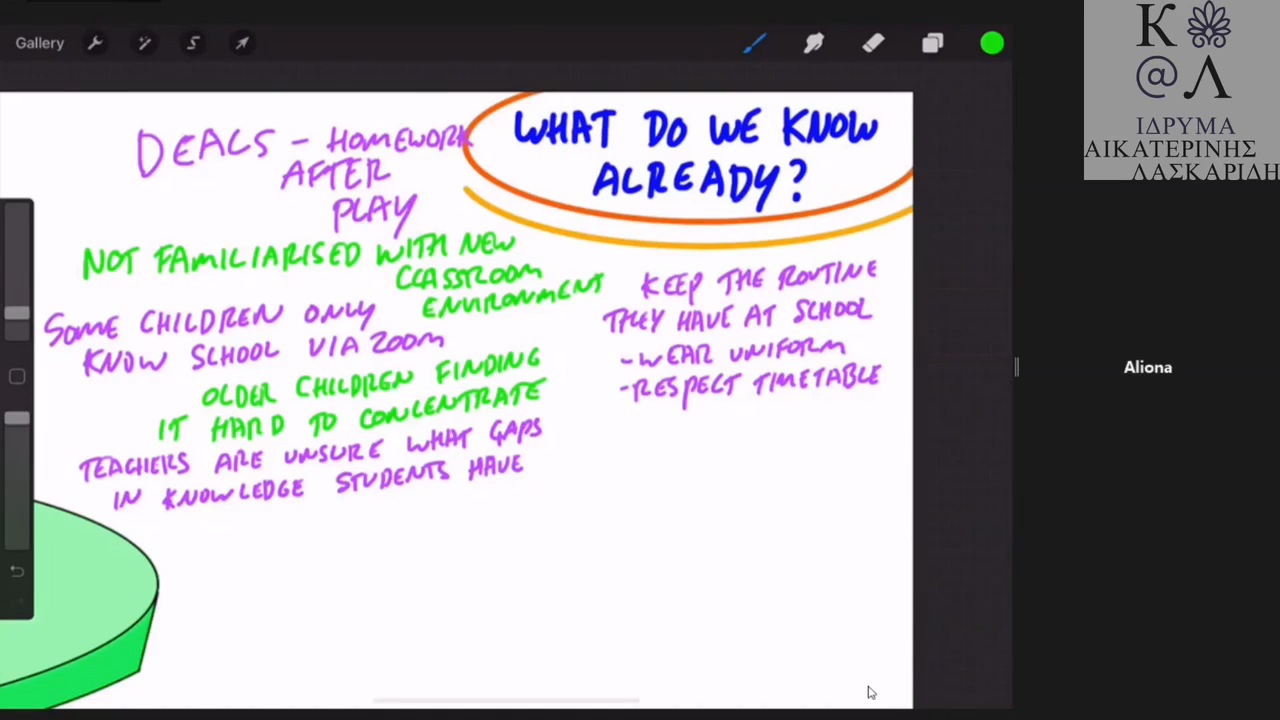 Gallery
K
@ Λ
ΙΔΡΥΜΑ
ΑΙΚΑΤΕΡΙΝΗΣ
ΛΑΣΚΑΡΙΔΗ
WHAT DO WE KNOW
ALREADY?
DEALS - HOMEWORK
AFTER
PLAY
NOT FAMILIARISED WITH NEW
CLASSROOM
ENVIRONMENT
SOME CHILDREN ONLY
KNOW SCHOOL VIA ZOOM
OLDER CHILDREN FINDING
IT HARD TO CONCENTRATE
TEACHERS ARE UNSURE WHAT GAPS
IN KNOWLEDGE STUDENTS HAVE
KEEP THE ROUTINE
THEY HAVE AT SCHOOL
-WEAR UNIFORM
-RESPECT TIMETABLE
Aliona